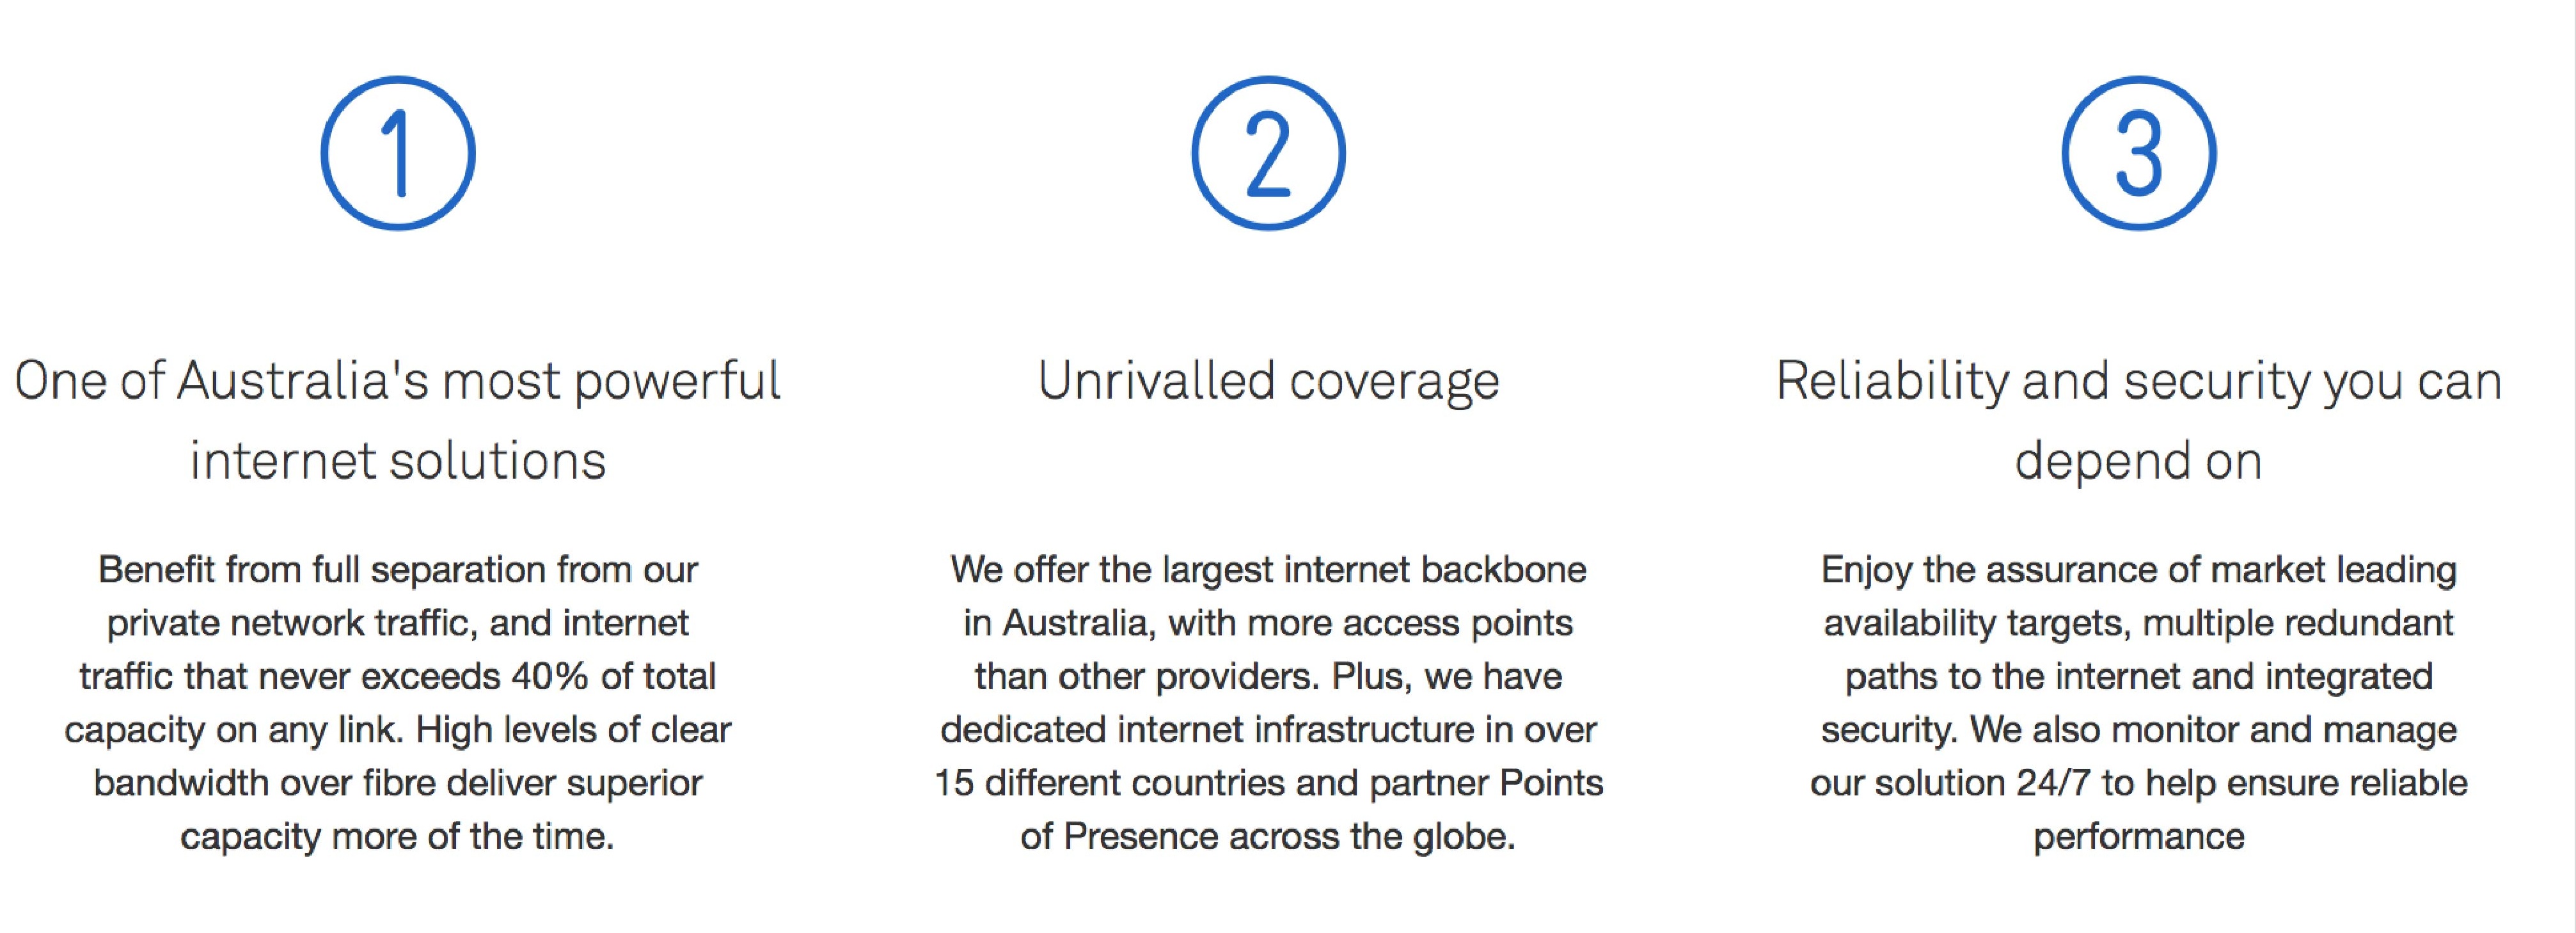 1
One of Australia's most powerful
internet solutions
Benefit from full separation from our
private network traffic, and internet
traffic that never exceeds 40% of total
capacity on any link. High levels of clear
bandwidth over fibre deliver superior
capacity more of the time.
2
Unrivalled coverage
We offer the largest internet backbone
in Australia, with more access points
than other providers. Plus, we have
dedicated internet infrastructure in over
15 different countries and partner Points
of Presence across the globe.
3
Reliability and security you can
depend on
Enjoy the assurance of market leading
availability targets, multiple redundant
paths to the internet and integrated
security. We also monitor and manage
our solution 24/7 to help ensure reliable
performance